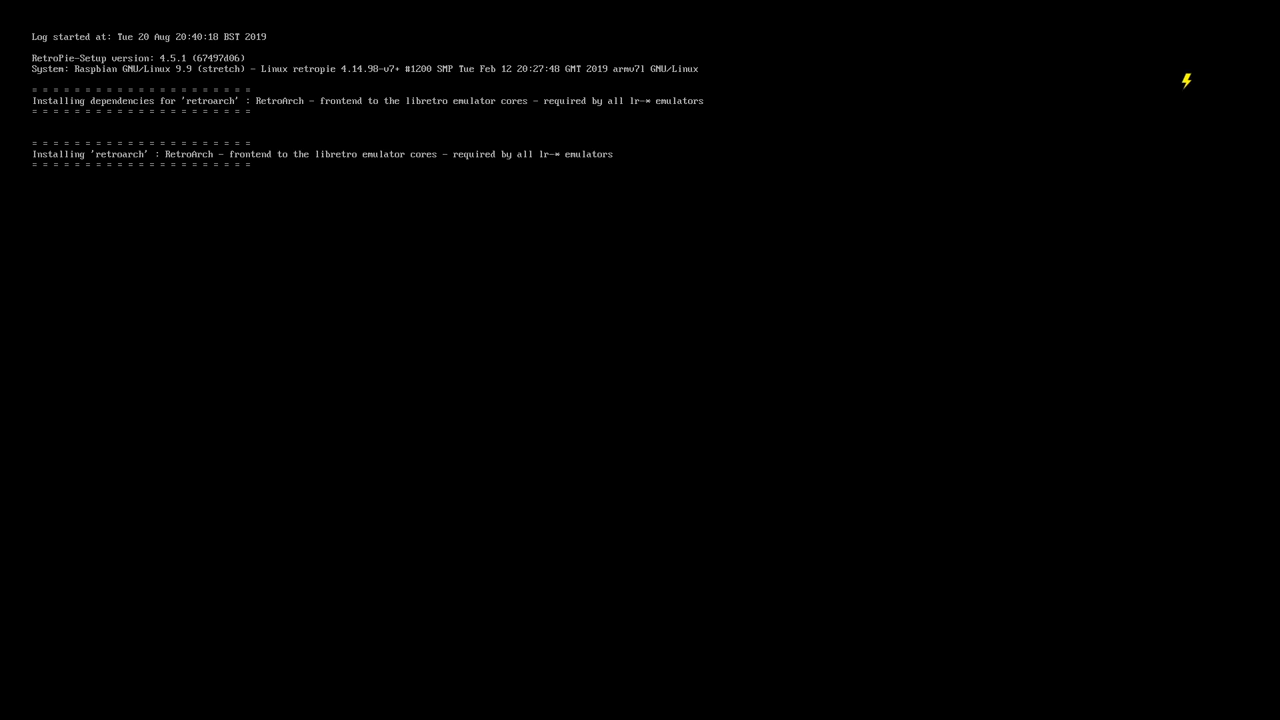 Log started at: Tue 20 Aug 20:40:18 BST 2019
RetroPie-Setup version: 4.5.1 (67497d06)
System: Raspbian GNU/Linux 9.9 (stretch) - Linux retropie 4.14.98-v7+ #1200 SMP Tue Feb 12 20:27:48 GMT 2019 armv7l GNU/Linux
= = = = = = = = = = = = = = = = = = = = =
Installing dependencies for 'retroarch' : RetroArch - frontend to the libretro emulator cores - required by all lr-* emulators
= = = = = = = = = = = = = = = = = = = = =
= = = = = = = = = = = = = = = = = = = = =
Installing 'retroarch' : RetroArch - frontend to the libretro emulator cores - required by all lr-* emulators
= = = = = = = = = = = = = = = = = = = = =